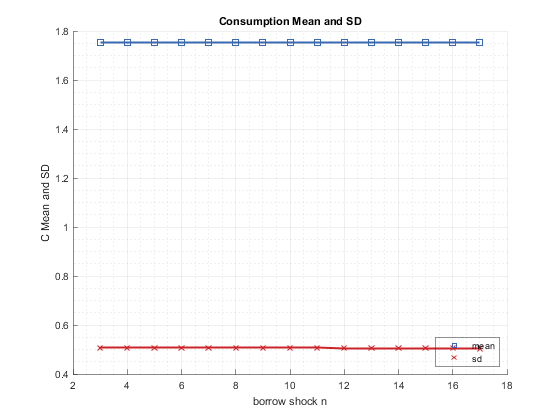 Consumption Mean and SD
1.8
1.6
1.4
1.2
1
0.8
0.6
0.4
C Mean and SD
mean
sd
2 4 6 8 10 12 14 16 18
borrow shock n